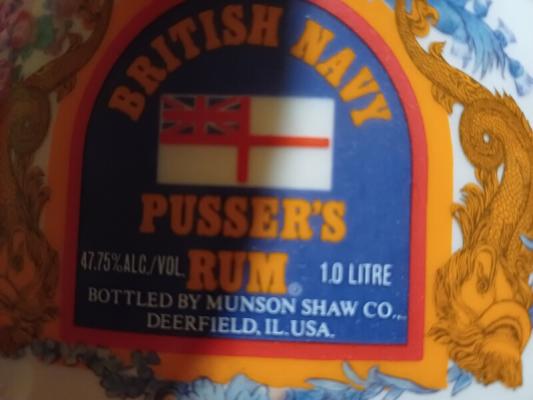 BRITISH NAVY
PUSSER'S
47.75%ALC./VOL. RUM® 1.0 LITRE
BOTTLED BY MUNSON SHAW CO.,
DEERFIELD, IL. USA.